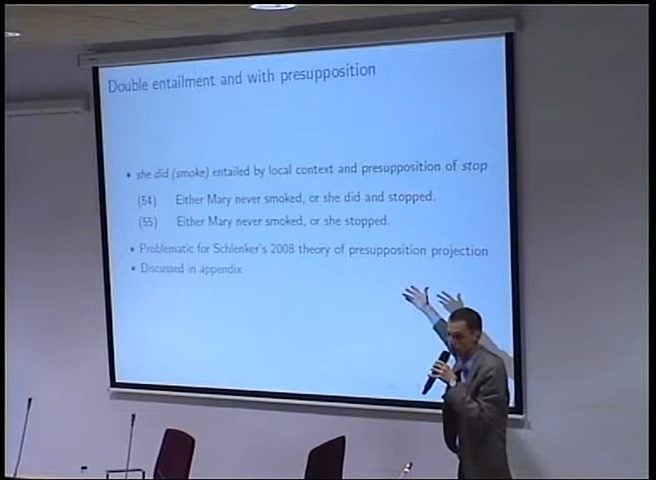 Double entailment and with presupposition
• she did (smoke) entailed by local context and presupposition of stop
(54) Either Mary never smoked, or she did and stopped.
(55) Either Mary never smoked, or she stopped.
• Problematic for Schlenker's 2008 theory of presupposition projection
• Discussed in appendix